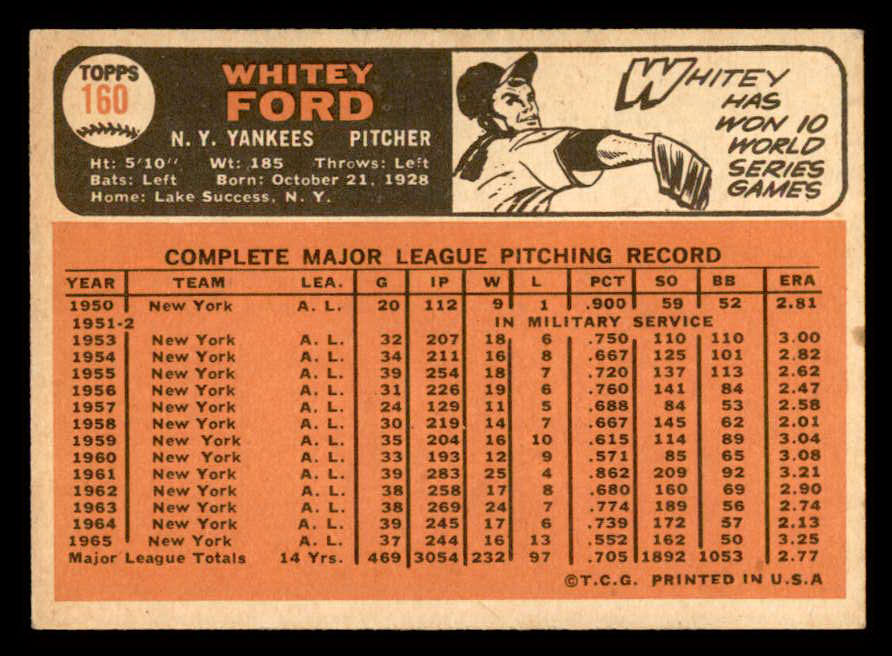 TOPPS
160
WHITEY
FORD
N. Y. YANKEES PITCHER
Ht: 5'10" Wt: 185 Throws: Left
Bats: Left Born: October 21, 1928
Home: Lake Success, N. Y.
WHITEY
HAS
WON 10
WORLD
SERIES
GAMES
COMPLETE MAJOR LEAGUE PITCHING RECORD
YEAR TEAM LEA. G IP W L PCT SO BB ERA
1950 New York A. L. 20 112 9 1 .900 59 52 2.81
1951-2 IN MILITARY SERVICE
1953 New York A. L. 32 207 18 6 .750 110 110 3.00
1954 New York A. L. 34 211 16 8 .667 125 101 2.82
1955 New York A. L. 39 254 18 7 .720 137 113 2.62
1956 New York A. L. 31 226 19 6 .760 141 84 2.47
1957 New York A. L. 24 129 11 5 .688 84 53 2.58
1958 New York A. L. 30 219 14 7 .667 145 62 2.01
1959 New York A. L. 35 204 16 10 .615 114 89 3.04
1960 New York A. L. 33 193 12 9 .571 85 65 3.08
1961 New York A. L. 39 283 25 4 .862 209 92 3.21
1962 New York A. L. 38 258 17 8 .680 160 69 2.90
1963 New York A. L. 38 269 24 7 .774 189 56 2.74
1964 New York A. L. 39 245 17 6 .739 172 57 2.13
1965 New York A. L. 37 244 16 13 .552 162 50 3.25
Major League Totals 14 Yrs. 469 3054 232 97 .705 1892 1053 2.77
©T.C.G. PRINTED IN U.S.A